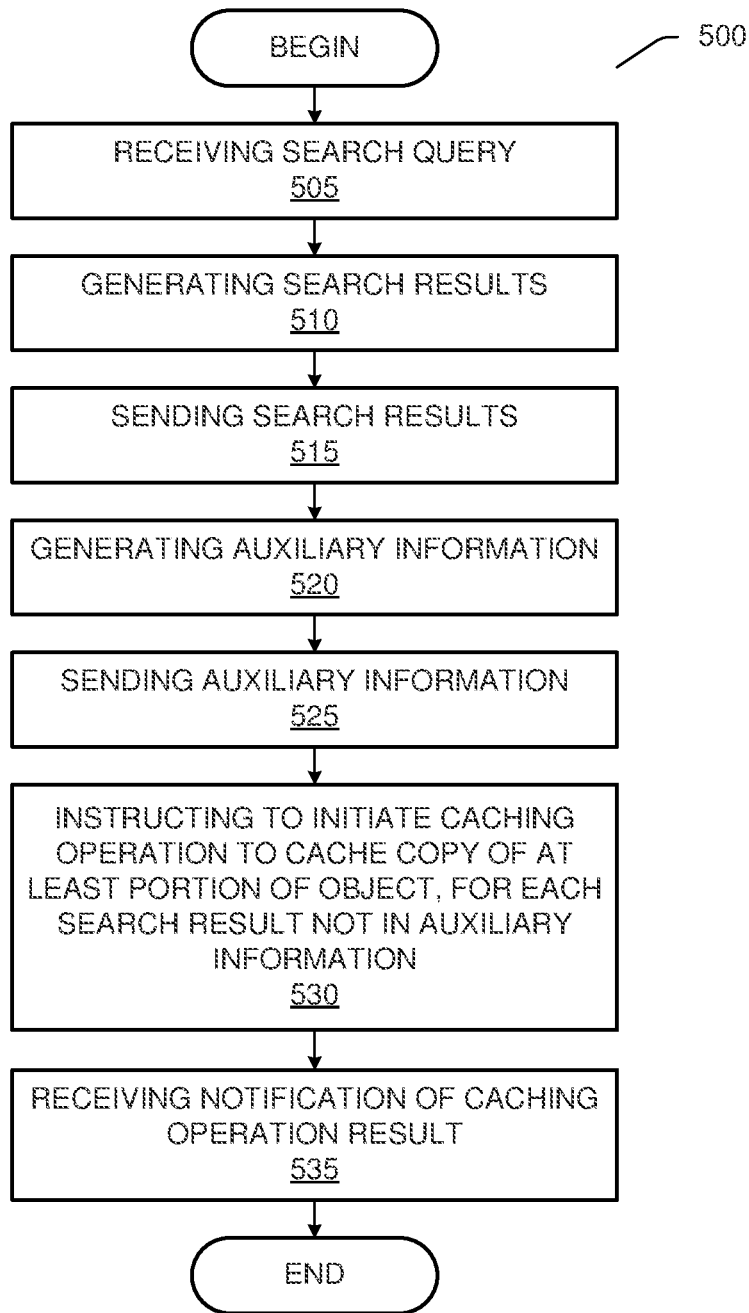 BEGIN
500
RECEIVING SEARCH QUERY
505
GENERATING SEARCH RESULTS
510
SENDING SEARCH RESULTS
515
GENERATING AUXILIARY INFORMATION
520
SENDING AUXILIARY INFORMATION
525
INSTRUCTING TO INITIATE CACHING
OPERATION TO CACHE COPY OF AT
LEAST PORTION OF OBJECT, FOR EACH
SEARCH RESULT NOT IN AUXILIARY
INFORMATION
530
RECEIVING NOTIFICATION OF CACHING
OPERATION RESULT
535
END